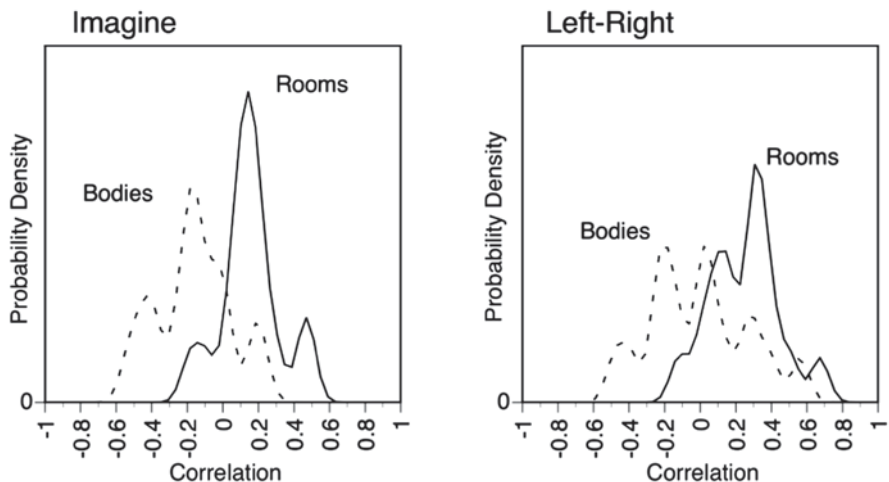 Imagine
Rooms
Bodies
Probability Density
0
-1 -0.8 -0.6 -0.4 -0.2 0 0.2 0.4 0.6 0.8 1
Correlation
Left-Right
Rooms
Bodies
Probability Density
0
-1 -0.8 -0.6 -0.4 -0.2 0 0.2 0.4 0.6 0.8 1
Correlation